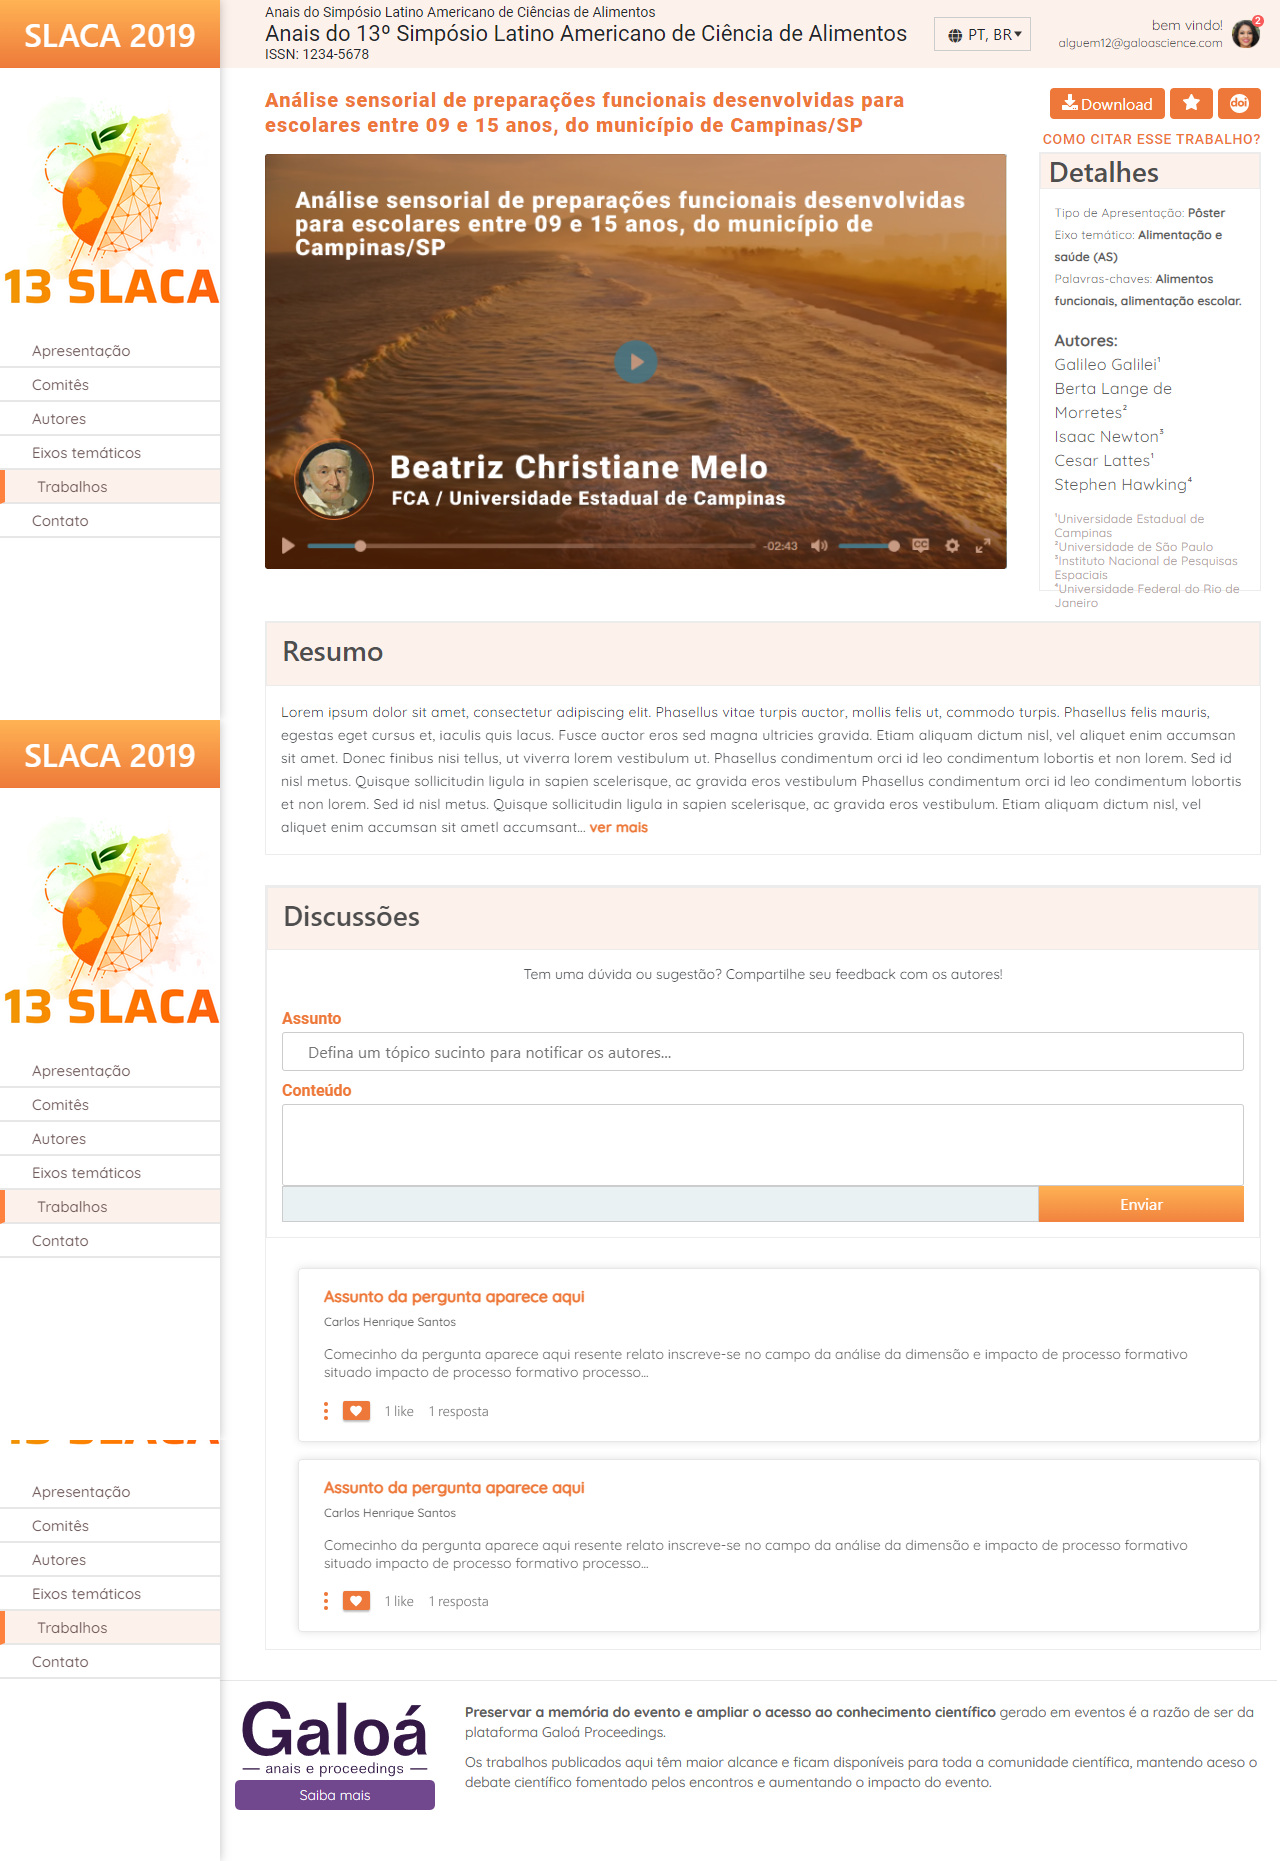 SLACA 2019
13 SLACA
Apresentação
Comitês
Autores
Eixos temáticos
Trabalhos
Contato
SLACA 2019
13 SLACA
Apresentação
Comitês
Autores
Eixos temáticos
Trabalhos
Contato
Apresentação
Comitês
Autores
Eixos temáticos
Trabalhos
Contato
Anais do Simpósio Latino Americano de Ciências de Alimentos
Anais do 13º Simpósio Latino Americano de Ciência de Alimentos
ISSN: 1234-5678
PT, BR
bem vindo!
alguem12@galoascience.com
2
Análise sensorial de preparações funcionais desenvolvidas para
escolares entre 09 e 15 anos, do município de Campinas/SP
Download
doi
COMO CITAR ESSE TRABALHO?
Análise sensorial de preparações funcionais desenvolvidas
para escolares entre 09 e 15 anos, do município de
Campinas/SP
Beatriz Christiane Melo
FCA / Universidade Estadual de Campinas
-02:43
CC
Detalhes
Tipo de Apresentação: Pôster
Eixo temático: Alimentação e
saúde (AS)
Palavras-chaves: Alimentos
funcionais, alimentação escolar.
Autores:
Galileo Galilei¹
Berta Lange de
Morretes²
Isaac Newton³
Cesar Lattes¹
Stephen Hawking⁴
¹Universidade Estadual de
Campinas
²Universidade de São Paulo
³Instituto Nacional de Pesquisas
Espaciais
⁴Universidade Federal do Rio de
Janeiro
Resumo
Lorem ipsum dolor sit amet, consectetur adipiscing elit. Phasellus vitae turpis auctor, mollis felis ut, commodo turpis. Phasellus felis mauris,
egestas eget cursus et, iaculis quis lacus. Fusce auctor eros sed magna ultricies gravida. Etiam aliquam dictum nisl, vel aliquet enim accumsan
sit amet. Donec finibus nisi tellus, ut viverra lorem vestibulum ut. Phasellus condimentum orci id leo condimentum lobortis et non lorem. Sed id
nisl metus. Quisque sollicitudin ligula in sapien scelerisque, ac gravida eros vestibulum Phasellus condimentum orci id leo condimentum lobortis
et non lorem. Sed id nisl metus. Quisque sollicitudin ligula in sapien scelerisque, ac gravida eros vestibulum. Etiam aliquam dictum nisl, vel
aliquet enim accumsan sit ametl accumsant... ver mais
Discussões
Tem uma dúvida ou sugestão? Compartilhe seu feedback com os autores!
Assunto
Defina um tópico sucinto para notificar os autores...
Conteúdo
Enviar
Assunto da pergunta aparece aqui
Carlos Henrique Santos
Comecinho da pergunta aparece aqui resente relato inscreve-se no campo da análise da dimensão e impacto de processo formativo
situado impacto de processo formativo processo...
1 like 1 resposta
Assunto da pergunta aparece aqui
Carlos Henrique Santos
Comecinho da pergunta aparece aqui resente relato inscreve-se no campo da análise da dimensão e impacto de processo formativo
situado impacto de processo formativo processo...
1 like 1 resposta
Galoá
anais e proceedings
Saiba mais
Preservar a memória do evento e ampliar o acesso ao conhecimento científico gerado em eventos é a razão de ser da
plataforma Galoá Proceedings.
Os trabalhos publicados aqui têm maior alcance e ficam disponíveis para toda a comunidade científica, mantendo aceso o
debate científico fomentado pelos encontros e aumentando o impacto do evento.